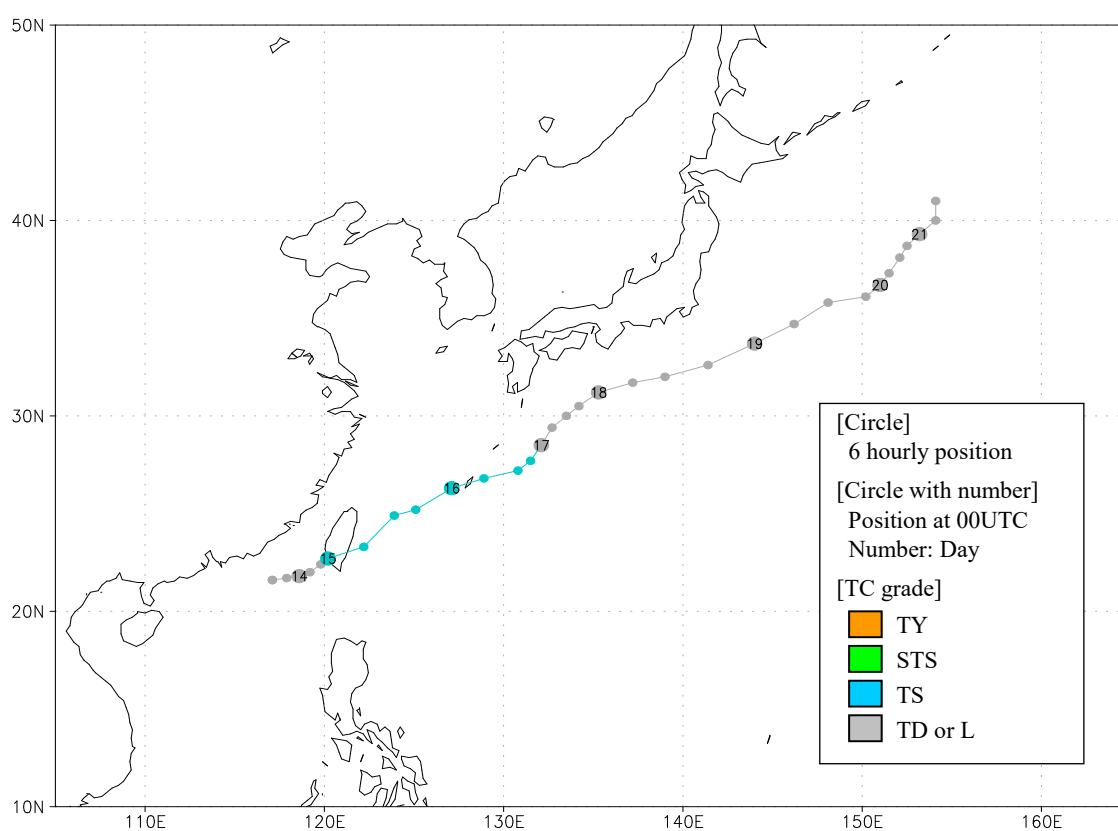 50N
40N
30N
20N
10N
110E 120E 130E 140E 150E 160E
14
15
16
17
18
19
20
21
[Circle]
6 hourly position
[Circle with number]
Position at 00UTC
Number: Day
[TC grade]
TY
STS
TS
TD or L